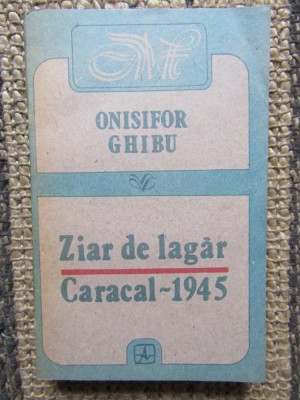 ONISIFOR
GHIBU
Ziar de lagăr
Caracal-1945